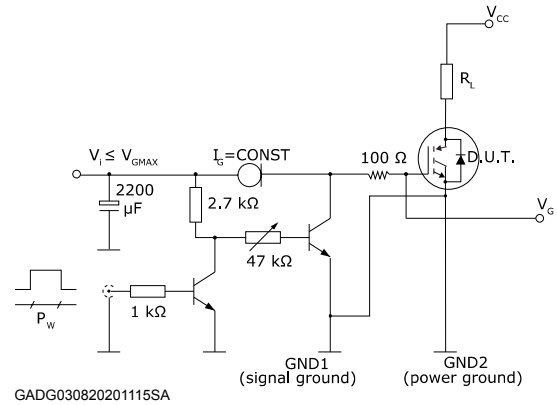 V_CC
R_L
V_i ≤ V_GMAX
I_G=CONST
100 Ω
D.U.T.
2200
μF
2.7 kΩ
V_G
47 kΩ
1 kΩ
P_W
GND1
(signal ground)
GND2
(power ground)
GADG030820201115SA